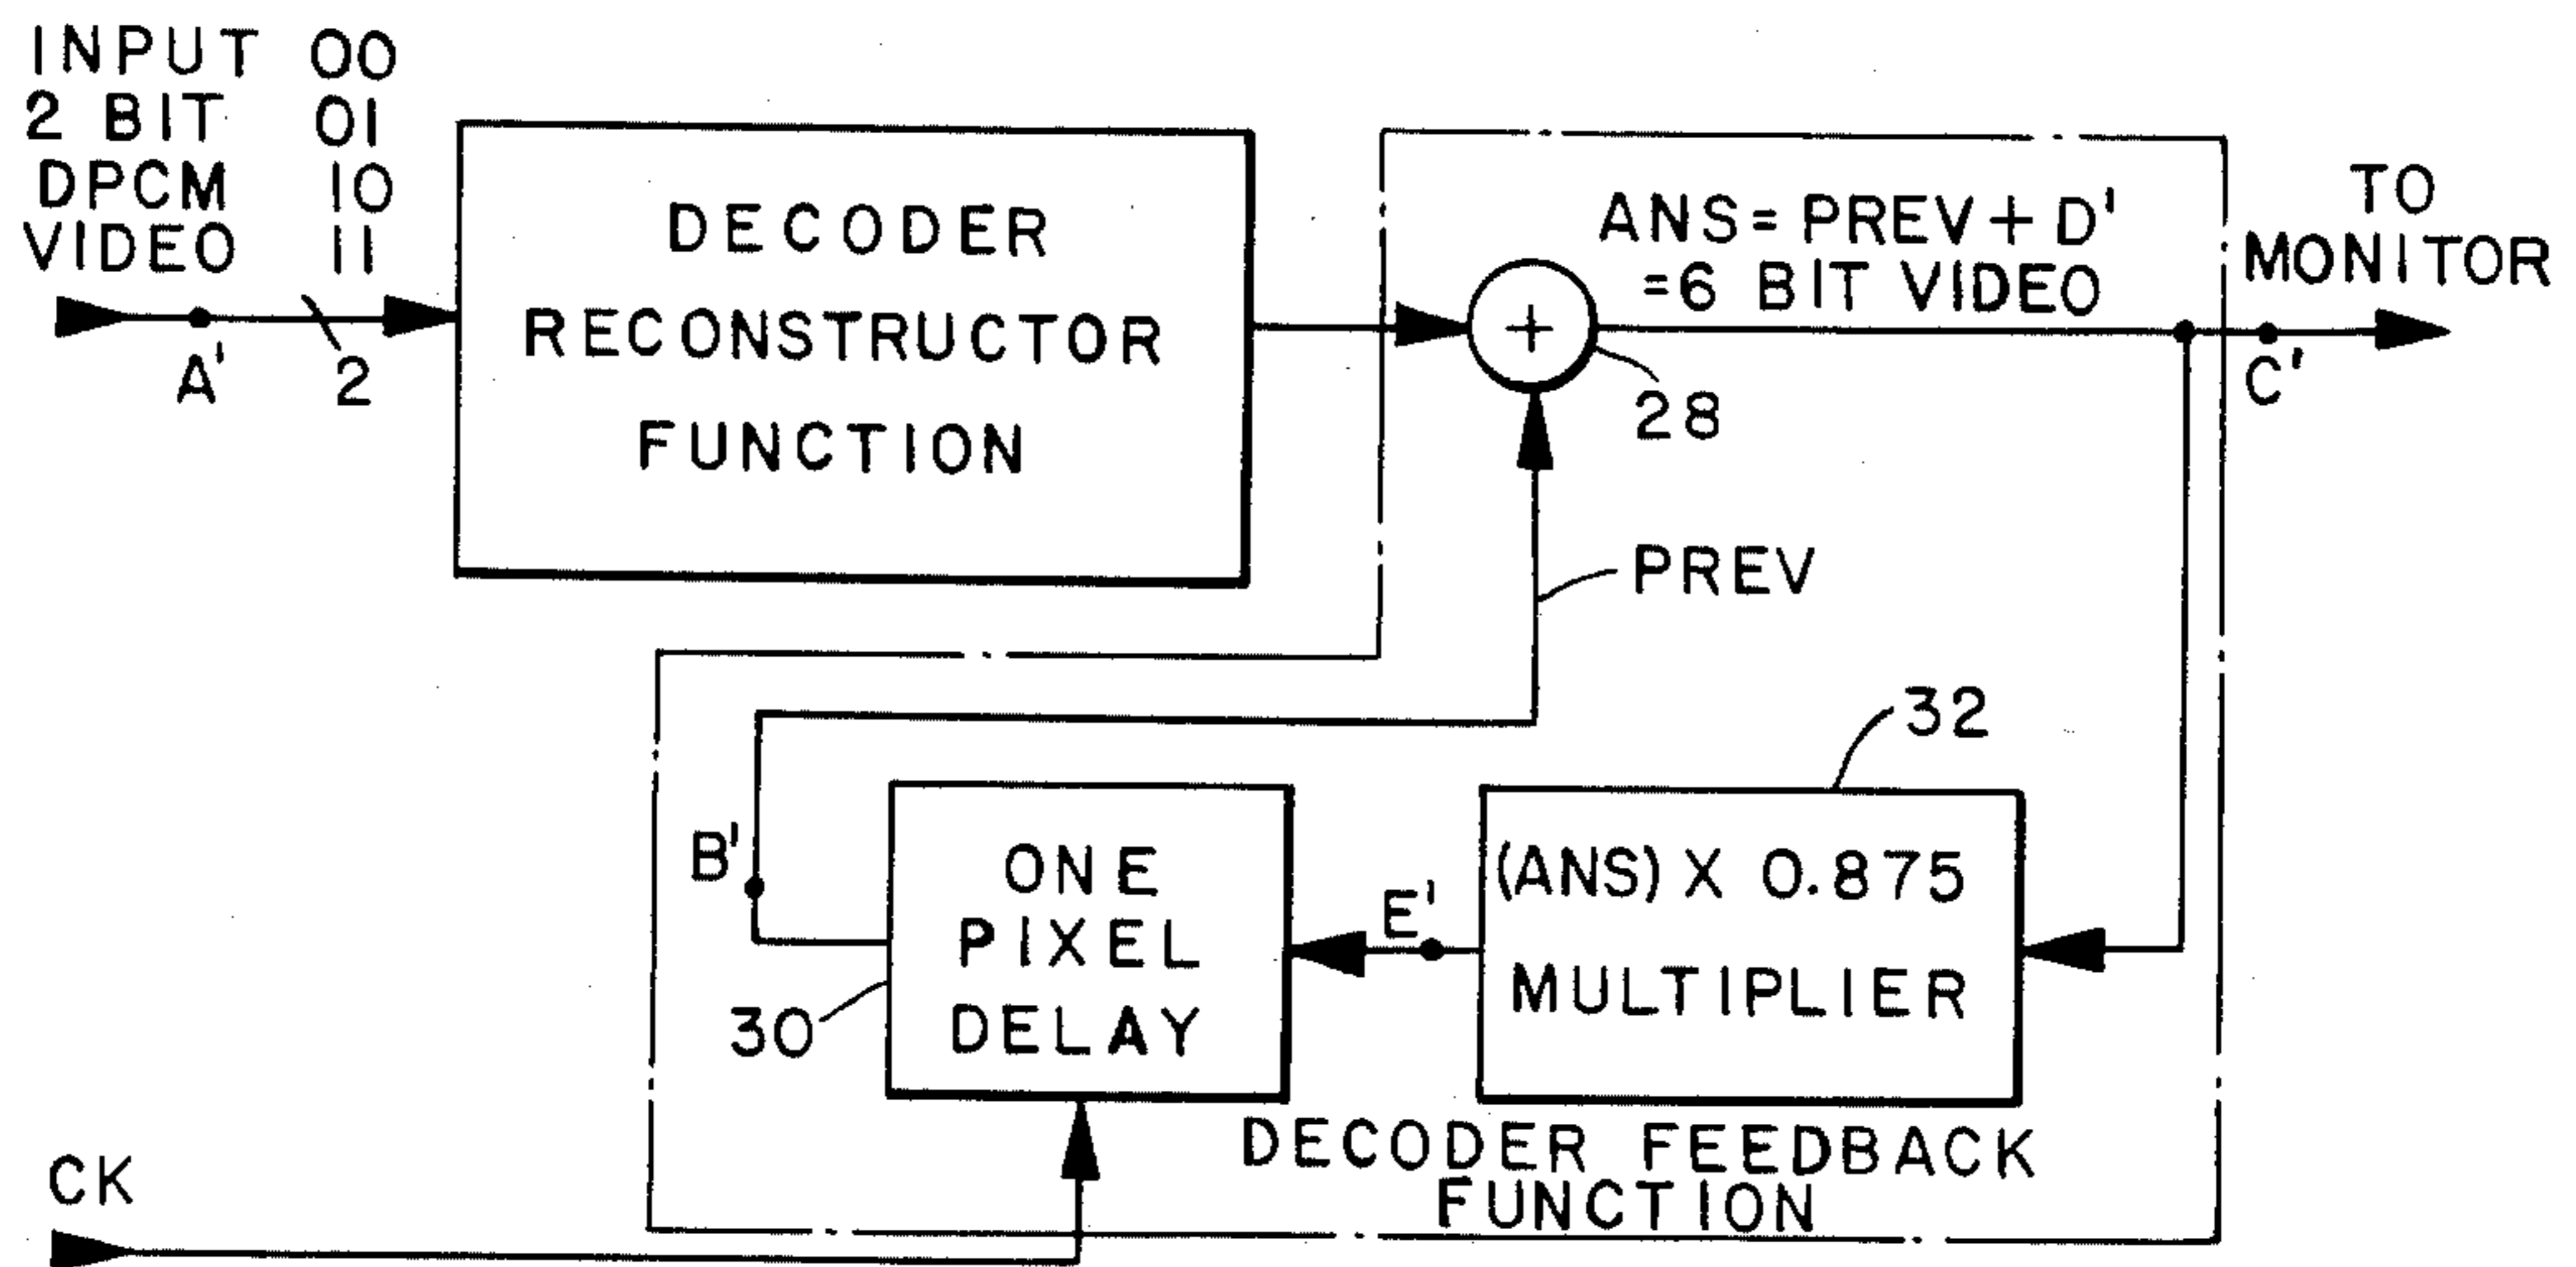 INPUT 00
2 BIT 01
DPCM 10
VIDEO 11
A'
2
DECODER
RECONSTRUCTOR
FUNCTION
ANS= PREV + D'
=6 BIT VIDEO
+
28
TO
MONITOR
C'
PREV
32
B'
ONE
PIXEL
DELAY
30
E'
(ANS) X 0.875
MULTIPLIER
DECODER FEEDBACK
FUNCTION
CK